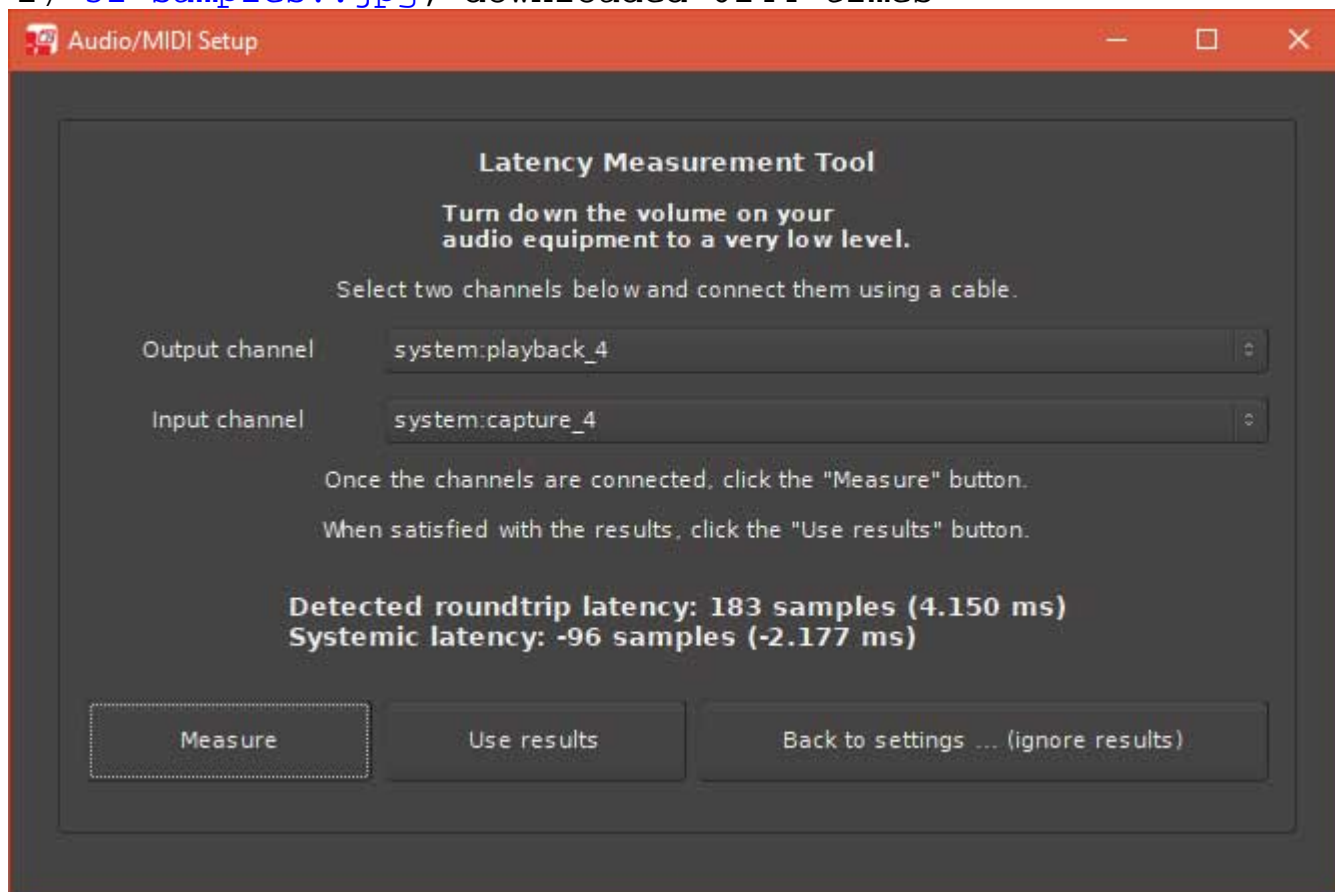 Audio/MIDI Setup
Latency Measurement Tool
Turn down the volume on your
audio equipment to a very low level.
Select two channels below and connect them using a cable.
Output channel system:playback_4
Input channel system:capture_4
Once the channels are connected, click the "Measure" button.
When satisfied with the results, click the "Use results" button.
Detected roundtrip latency: 183 samples (4.150 ms)
Systemic latency: -96 samples (-2.177 ms)
Measure Use results Back to settings ... (ignore results)